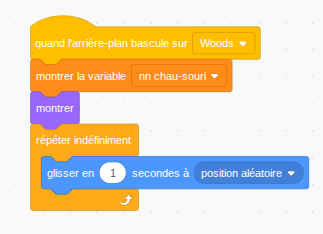 quand l'arrière-plan bascule sur Woods
montrer la variable nn chau-souri
montrer
répéter indéfiniment
glisser en 1 secondes à position aléatoire